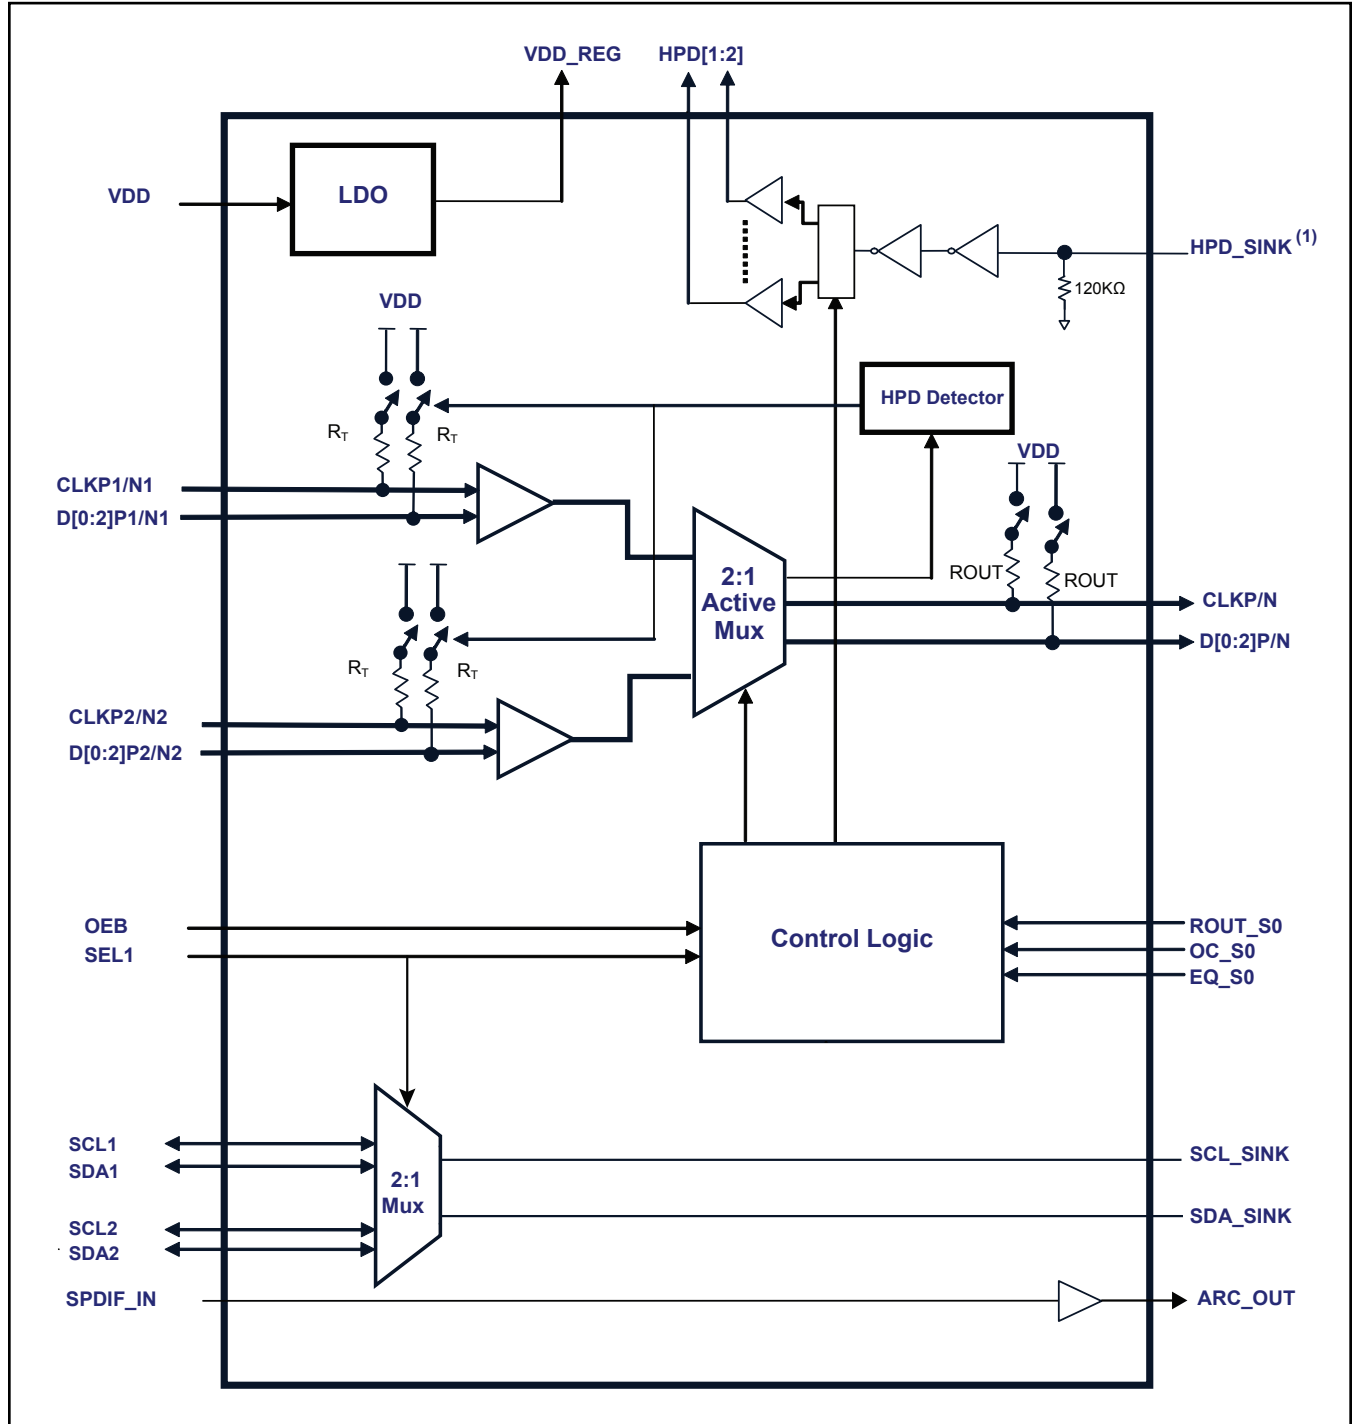 VDD_REG
HPD[1:2]
VDD
LDO
HPD_SINK (1)
120KΩ
VDD
HPD Detector
RT
RT
VDD
CLKP1/N1
D[0:2]P1/N1
2:1
Active
Mux
ROUT
ROUT
CLKP/N
D[0:2]P/N
RT
RT
CLKP2/N2
D[0:2]P2/N2
OEB
SEL1
Control Logic
ROUT_S0
OC_S0
EQ_S0
SCL1
SDA1
SCL2
SDA2
2:1
Mux
SCL_SINK
SDA_SINK
SPDIF_IN
ARC_OUT